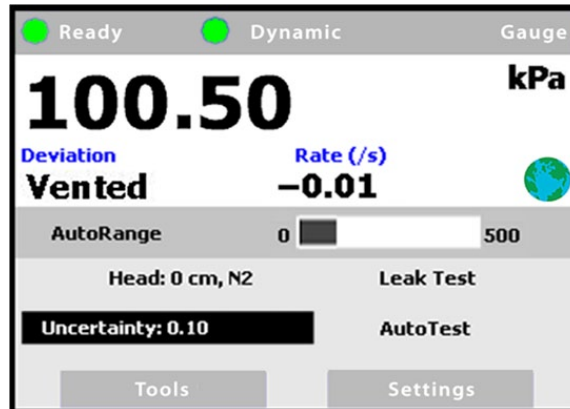 Ready Dynamic Gauge
kPa
100.50
Deviation Rate (/s)
Vented −0.01
AutoRange 0 500
Head: 0 cm, N2 Leak Test
Uncertainty: 0.10 AutoTest
Tools Settings